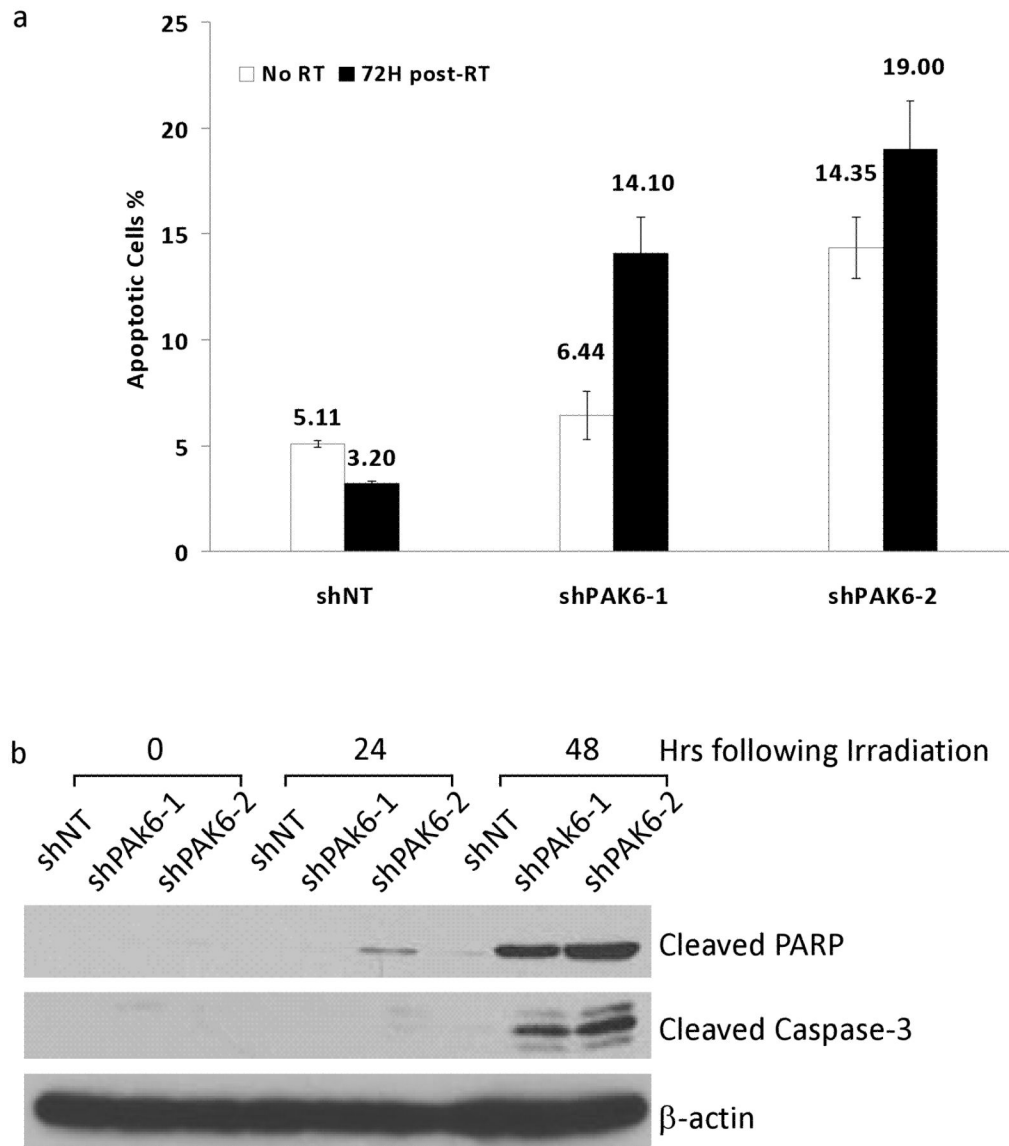 a
25
20
15
10
5
0
Apoptotic Cells %
No RT 72H post-RT
5.11
3.20
6.44
14.10
14.35
19.00
shNT shPAK6-1 shPAK6-2
b
0 24 48 Hrs following Irradiation
shNT shPAk6-1 shPAK6-2 shNT shPAK6-1 shPAK6-2 shNT shPAK6-1 shPAK6-2
Cleaved PARP
Cleaved Caspase-3
β-actin